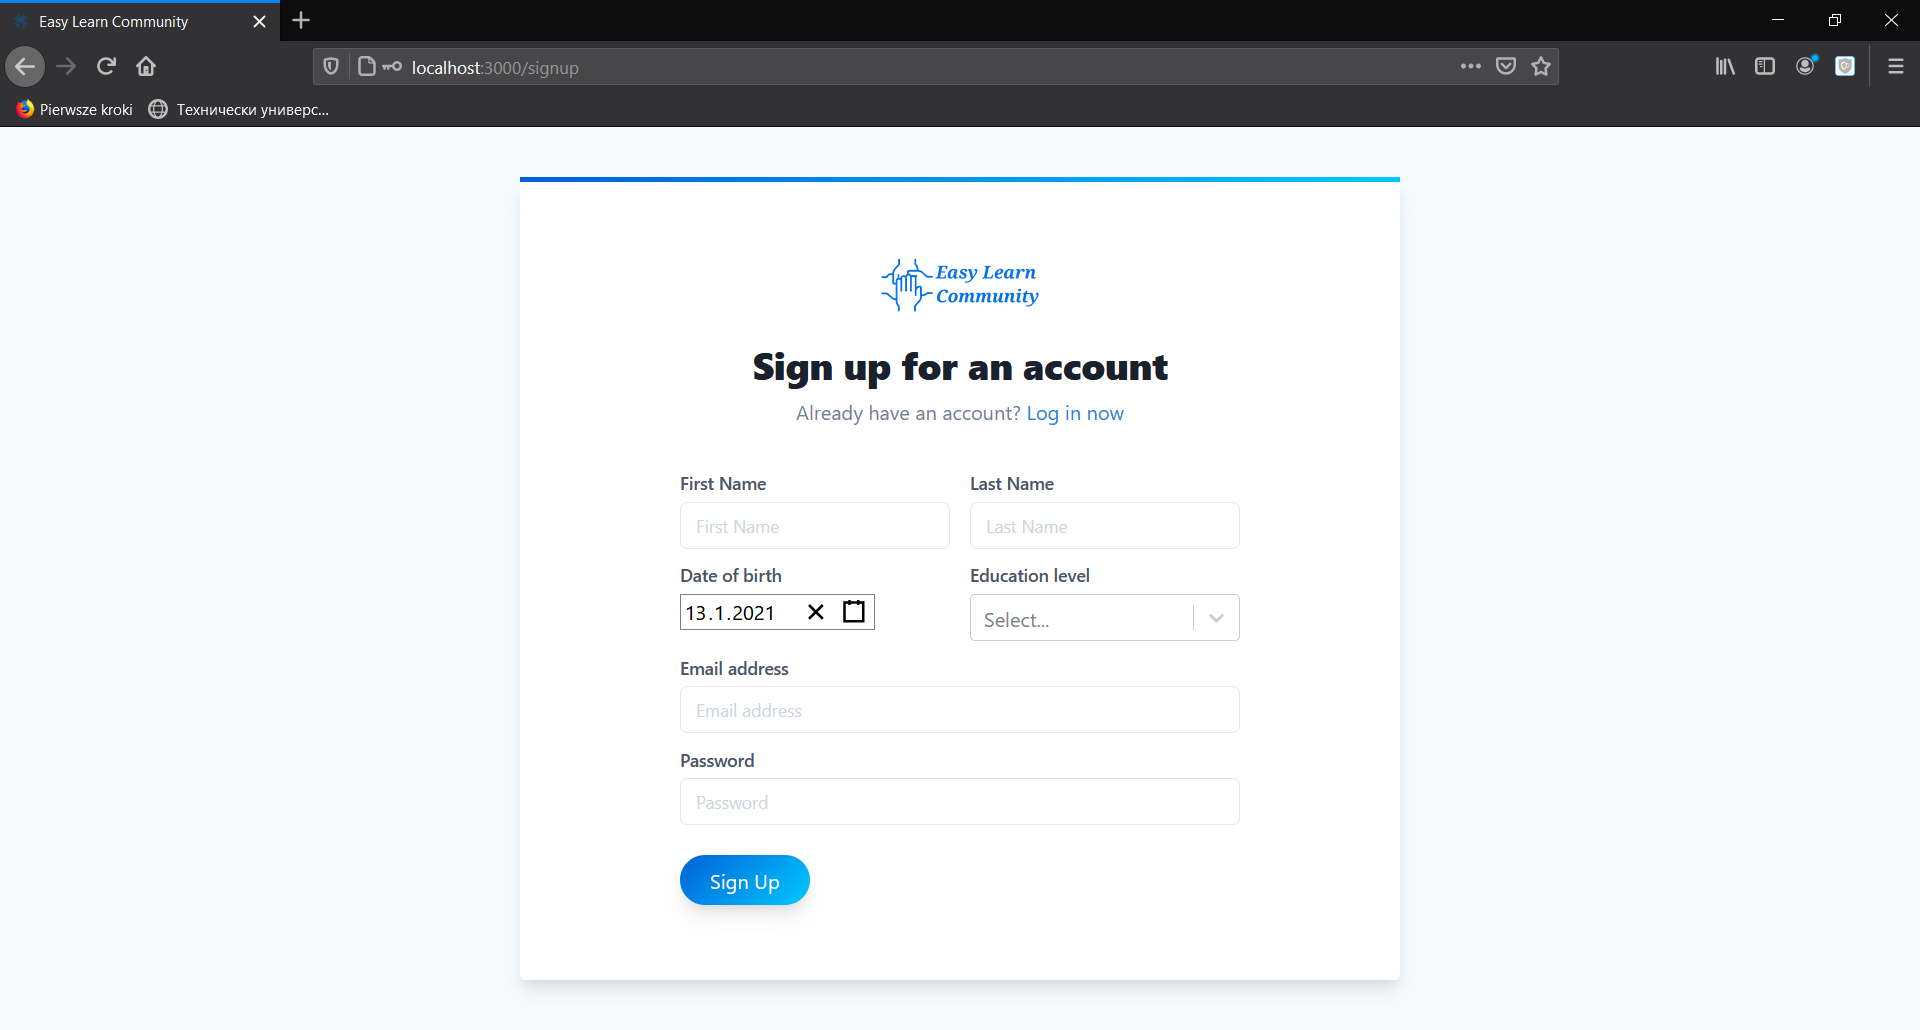 Easy Learn Community
localhost:3000/signup
Pierwsze kroki
Технически универс...
Easy Learn
Community
Sign up for an account
Already have an account? Log in now
First Name
Last Name
First Name
Last Name
Date of birth
Education level
13.1.2021
Select...
Email address
Email address
Password
Password
Sign Up